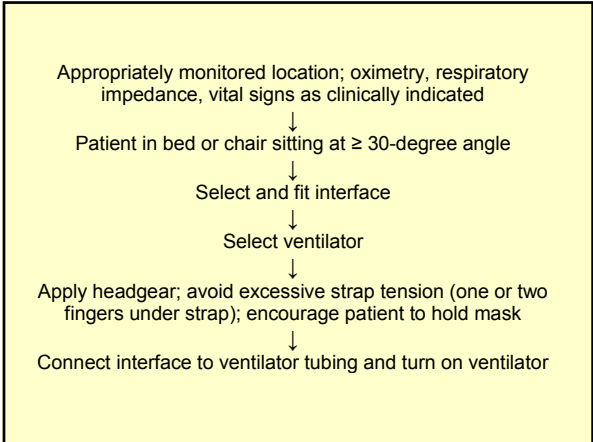 Appropriately monitored location; oximetry, respiratory
impedance, vital signs as clinically indicated
↓
Patient in bed or chair sitting at ≥ 30-degree angle
↓
Select and fit interface
↓
Select ventilator
↓
Apply headgear; avoid excessive strap tension (one or two
fingers under strap); encourage patient to hold mask
↓
Connect interface to ventilator tubing and turn on ventilator